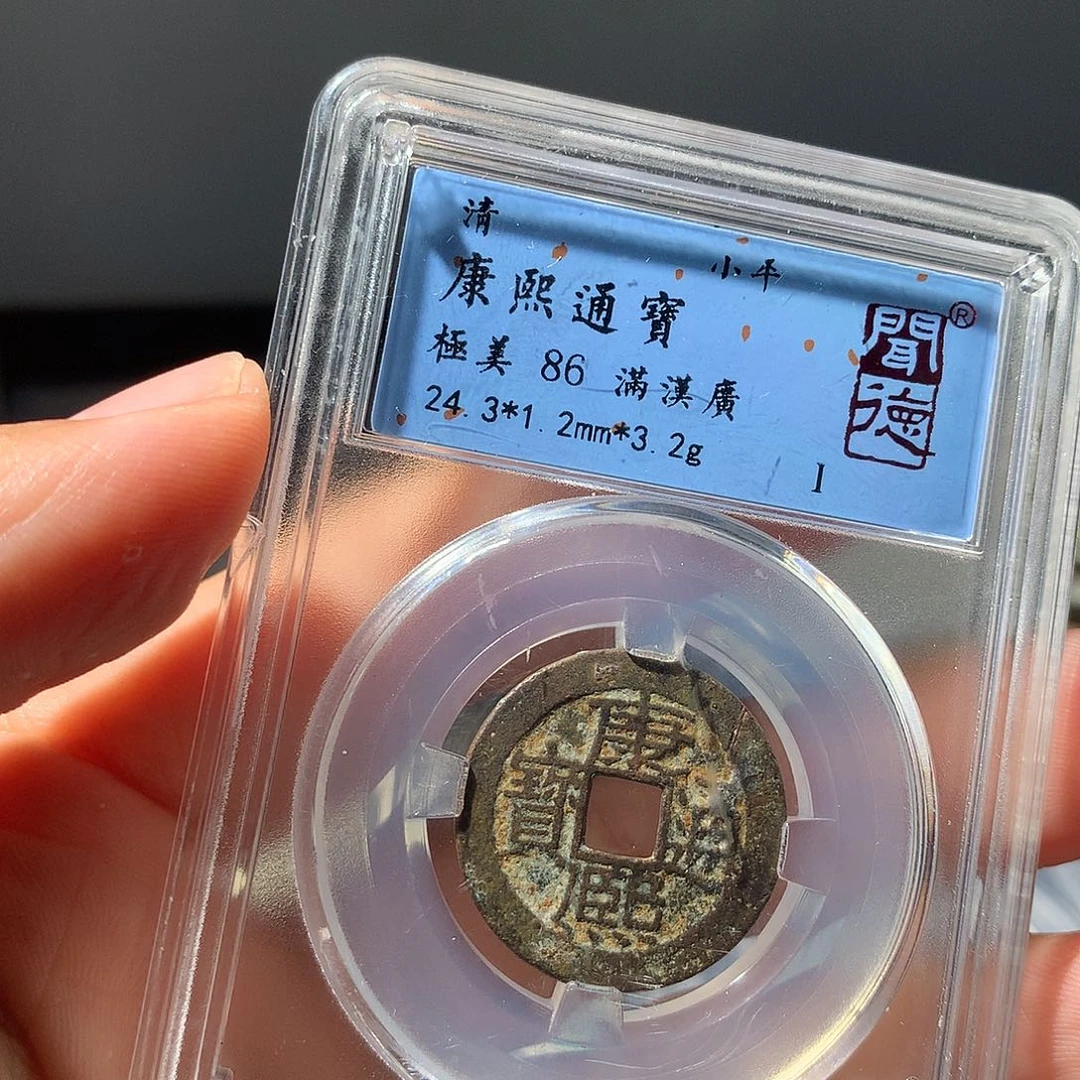 清
小平
康熙通寶
極美 86 滿漢廣
24.3*1.2mm*3.2g
I
聞德®
康熙通寶